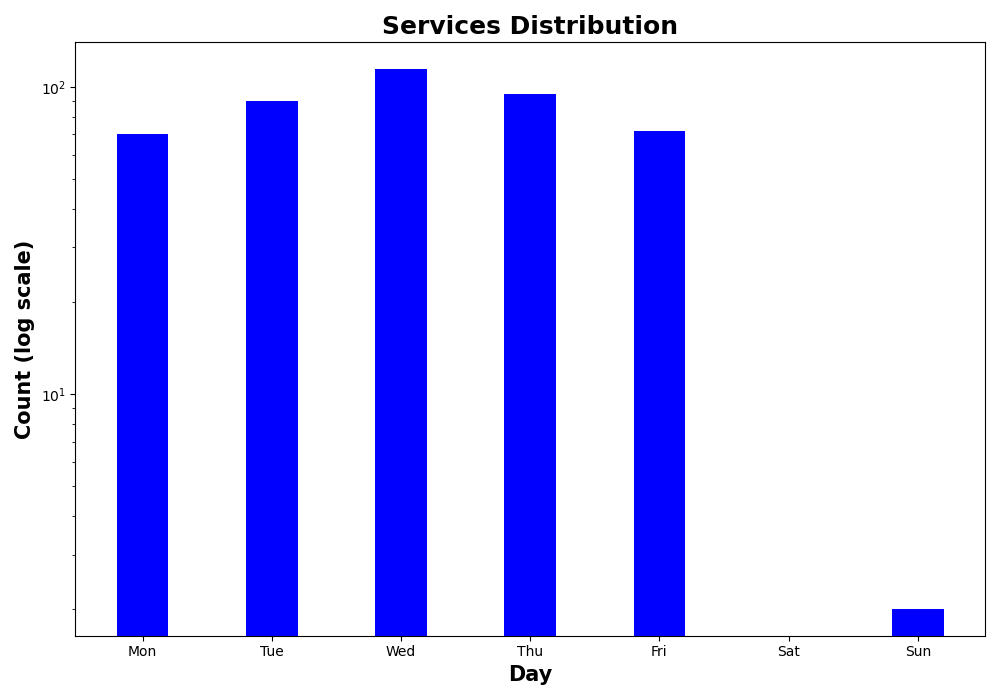 Services Distribution
Count (log scale)
10²
10¹
Mon Tue Wed Thu Fri Sat Sun
Day